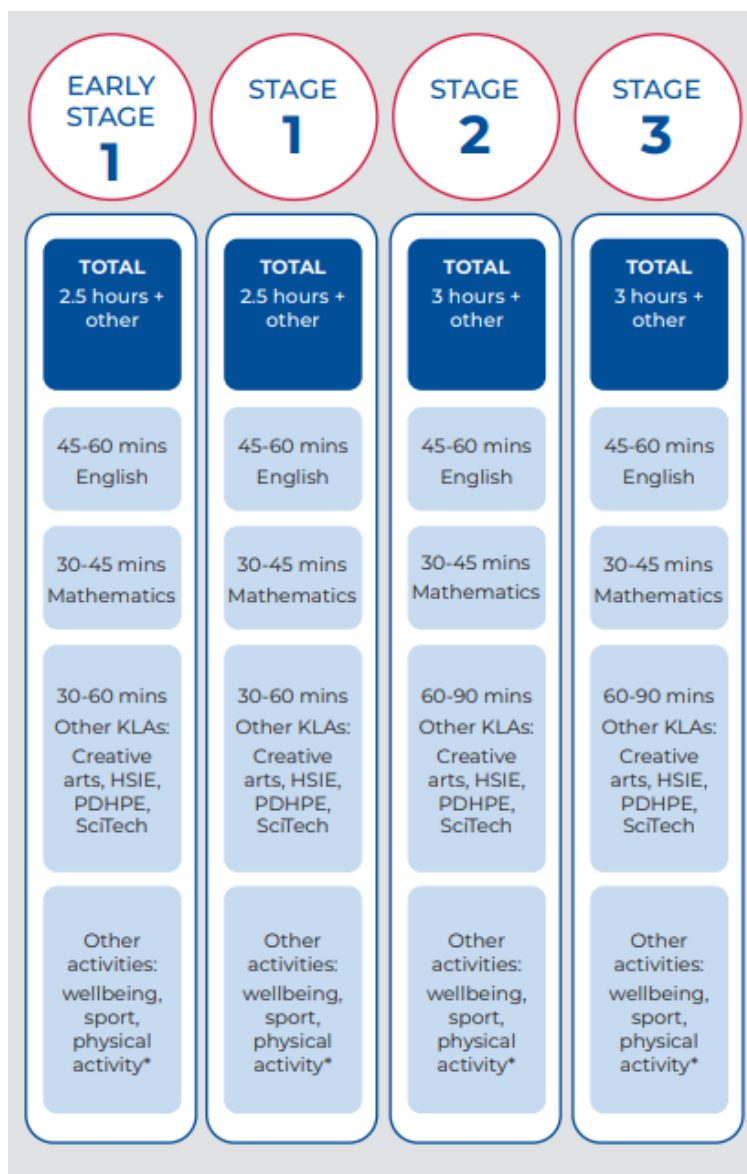 EARLY
STAGE
1
TOTAL
2.5 hours +
other
45-60 mins
English
30-45 mins
Mathematics
30-60 mins
Other KLAs:
Creative
arts, HSIE,
PDHPE,
SciTech
Other
activities:
wellbeing,
sport,
physical
activity*
STAGE
1
TOTAL
2.5 hours +
other
45-60 mins
English
30-45 mins
Mathematics
30-60 mins
Other KLAs:
Creative
arts, HSIE,
PDHPE,
SciTech
Other
activities:
wellbeing,
sport,
physical
activity*
STAGE
2
TOTAL
3 hours +
other
45-60 mins
English
30-45 mins
Mathematics
60-90 mins
Other KLAs:
Creative
arts, HSIE,
PDHPE,
SciTech
Other
activities:
wellbeing,
sport,
physical
activity*
STAGE
3
TOTAL
3 hours +
other
45-60 mins
English
30-45 mins
Mathematics
60-90 mins
Other KLAs:
Creative
arts, HSIE,
PDHPE,
SciTech
Other
activities:
wellbeing,
sport,
physical
activity*